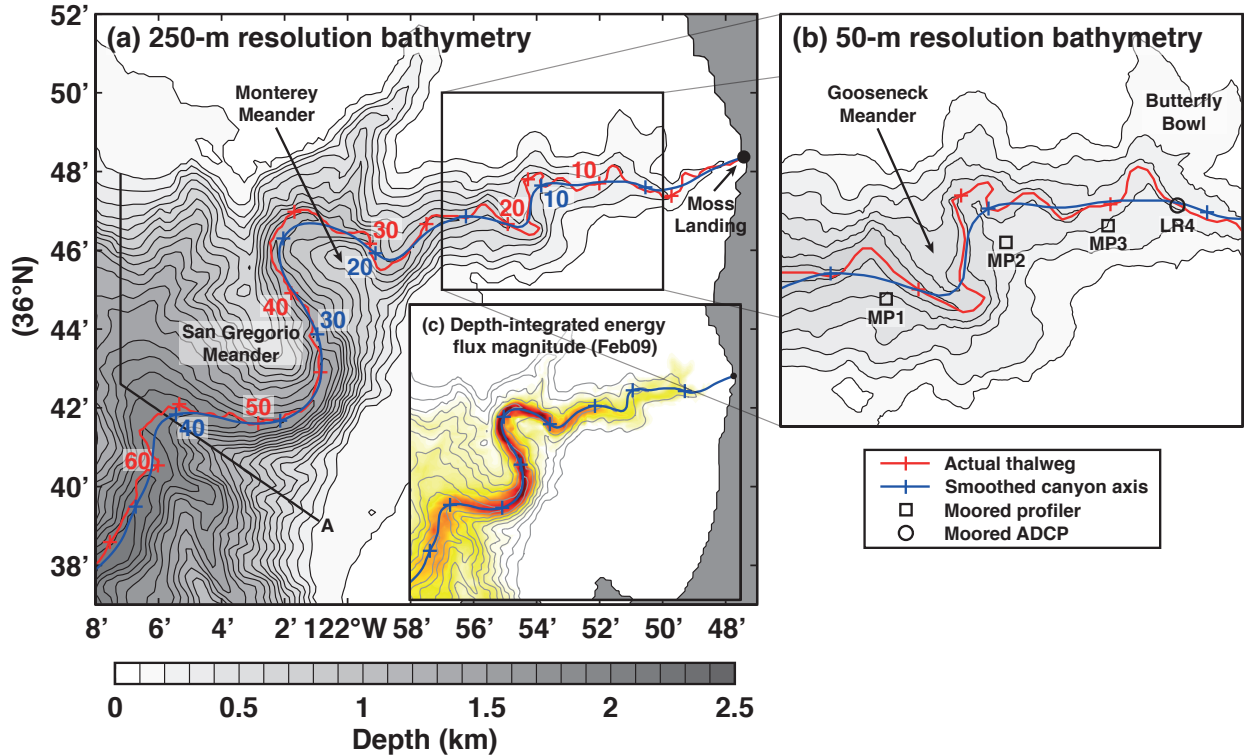 (a) 250-m resolution bathymetry
(b) 50-m resolution bathymetry
(c) Depth-integrated energy
flux magnitude (Feb09)
52’
50’
48’
46’
44’
42’
40’
38’
(36°N)
8’
6’
4’
2’
122°W
58’
56’
54’
52’
50’
48’
Monterey
Meander
San Gregorio
Meander
Moss
Landing
A
10
20
30
40
50
60
10
20
30
40
Gooseneck
Meander
Butterfly
Bowl
MP1
MP2
MP3
LR4
Actual thalweg
Smoothed canyon axis
Moored profiler
Moored ADCP
0
0.5
1
1.5
2
2.5
Depth (km)